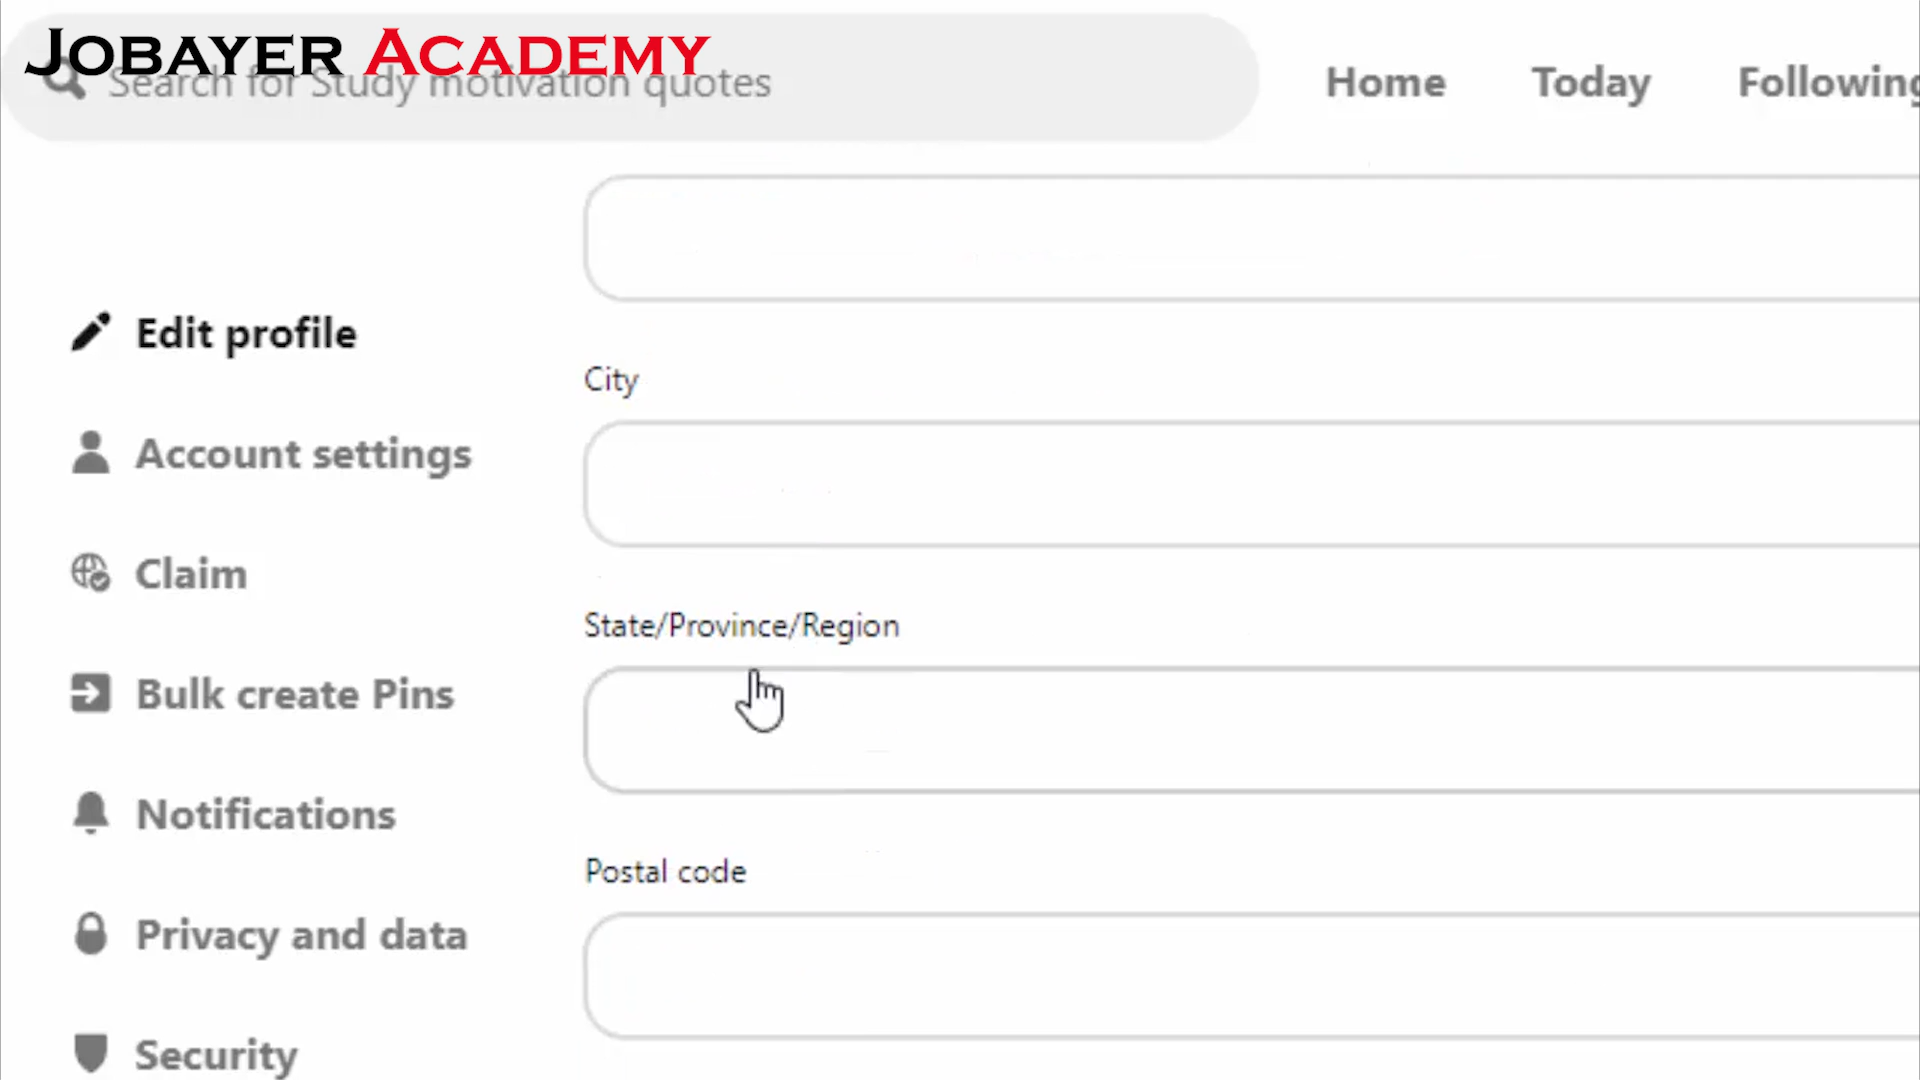 JOBAYER ACADEMY
Search for Study motivation quotes
Home
Today
Following
Edit profile
Account settings
Claim
Bulk create Pins
Notifications
Privacy and data
Security
City
State/Province/Region
Postal code